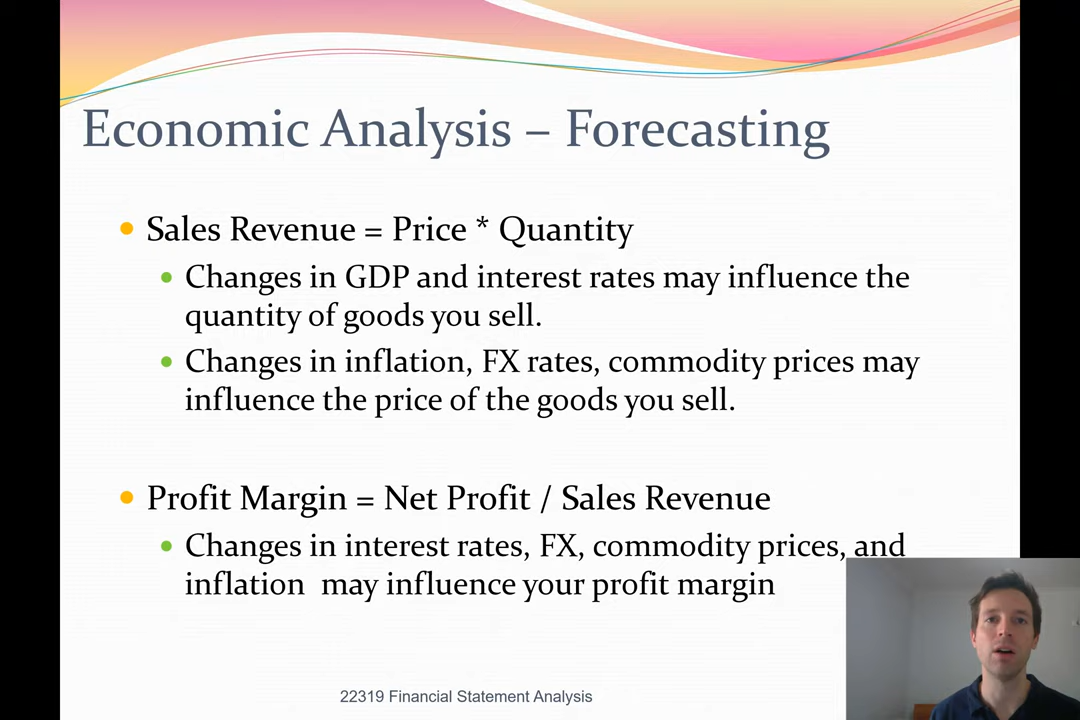 Economic Analysis – Forecasting
Sales Revenue = Price * Quantity
Changes in GDP and interest rates may influence the
quantity of goods you sell.
Changes in inflation, FX rates, commodity prices may
influence the price of the goods you sell.
Profit Margin = Net Profit / Sales Revenue
Changes in interest rates, FX, commodity prices, and
inflation  may influence your profit margin
22319 Financial Statement Analysis